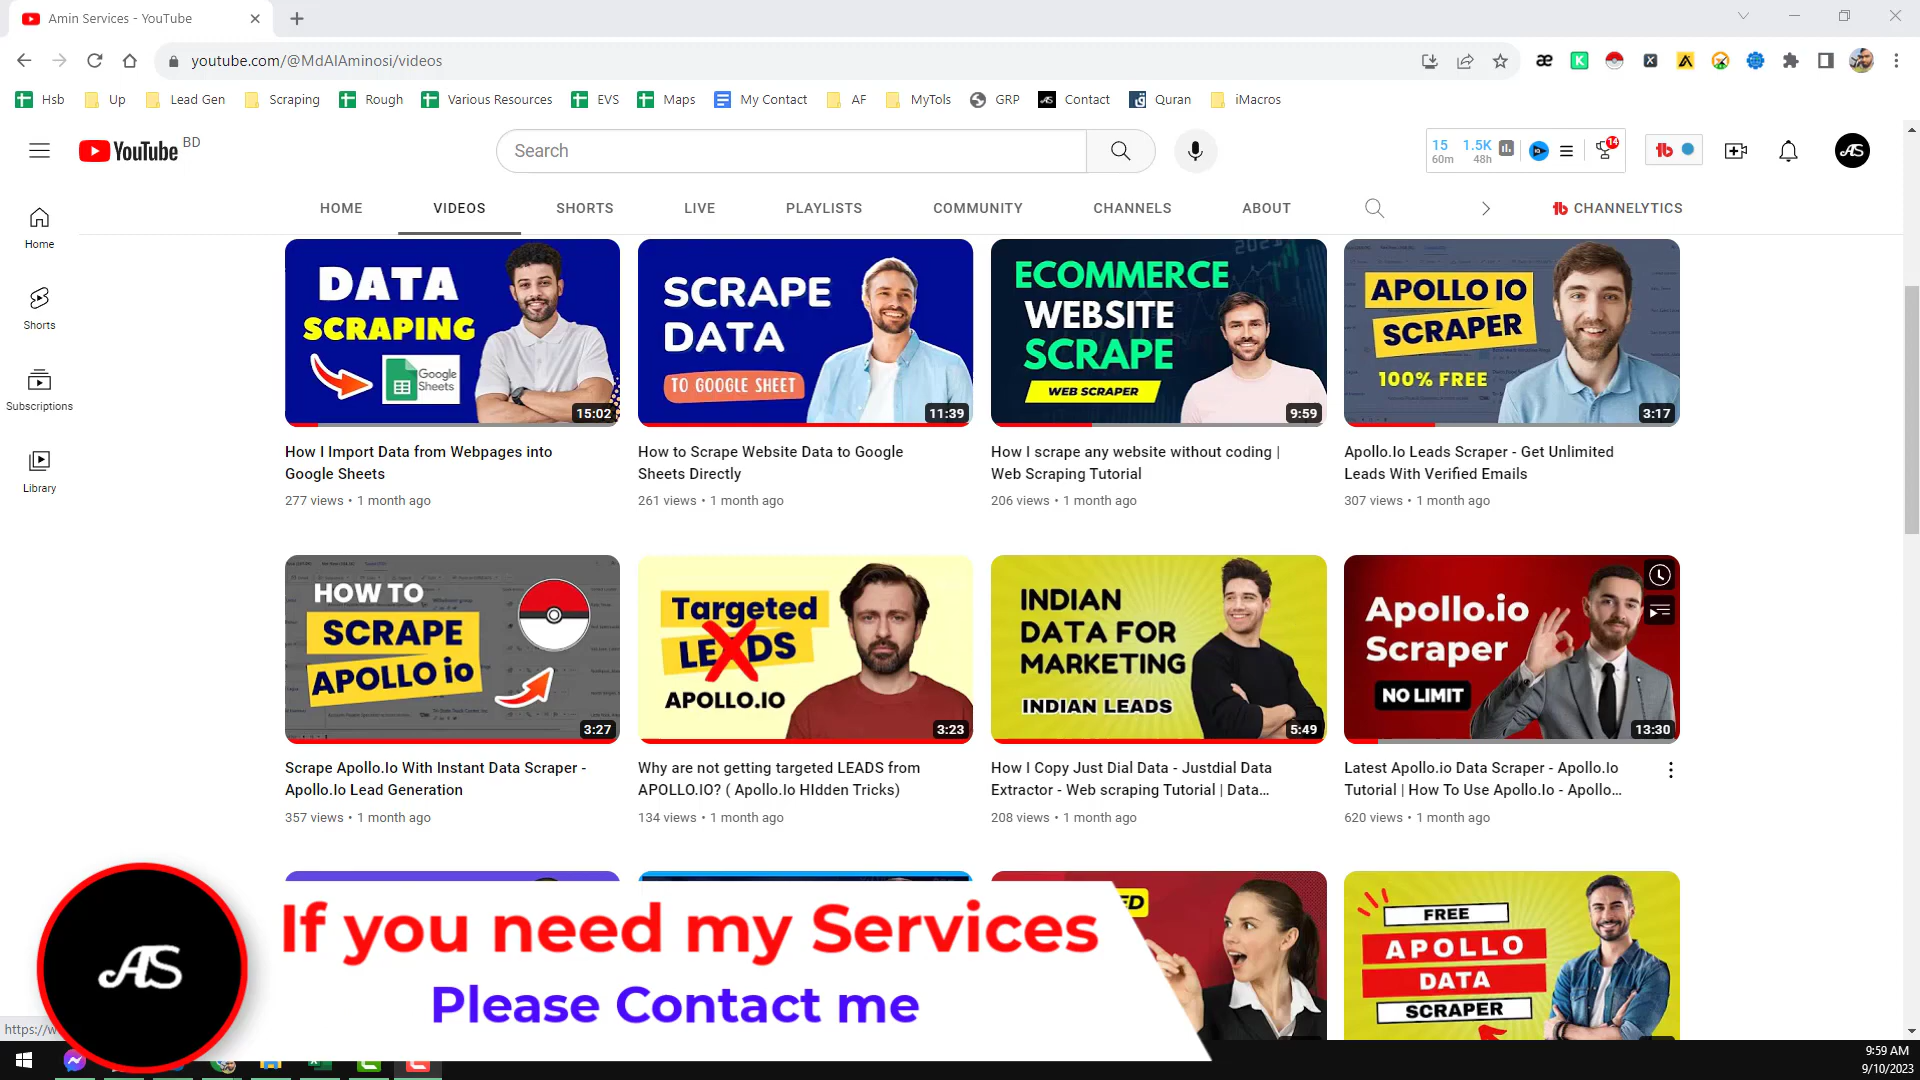 Amin Services - YouTube
youtube.com/@MdAlAminosi/videos
Hsb Up Lead Gen Scraping Rough Various Resources EVS Maps My Contact AF MyTols GRP Contact Quran iMacros
YouTube BD
Search
15 1.5K 14
60m 48h
HOME VIDEOS SHORTS LIVE PLAYLISTS COMMUNITY CHANNELS ABOUT CHANNELYTICS
Home
Shorts
Subscriptions
Library
DATA
SCRAPING
Google
Sheets
15:02
SCRAPE
DATA
TO GOOGLE SHEET
11:39
ECOMMERCE
WEBSITE
SCRAPE
WEB SCRAPER
9:59
APOLLO IO
SCRAPER
100% FREE
3:17
How I Import Data from Webpages into
Google Sheets
277 views • 1 month ago
How to Scrape Website Data to Google
Sheets Directly
261 views • 1 month ago
How I scrape any website without coding |
Web Scraping Tutorial
206 views • 1 month ago
Apollo.Io Leads Scraper - Get Unlimited
Leads With Verified Emails
307 views • 1 month ago
HOW TO
SCRAPE
APOLLO io
3:27
Targeted
LEADS
APOLLO.IO
3:23
INDIAN
DATA FOR
MARKETING
INDIAN LEADS
5:49
Apollo.io
Scraper
NO LIMIT
13:30
Scrape Apollo.Io With Instant Data Scraper -
Apollo.Io Lead Generation
357 views • 1 month ago
Why are not getting targeted LEADS from
APOLLO.IO? ( Apollo.Io HIdden Tricks)
134 views • 1 month ago
How I Copy Just Dial Data - Justdial Data
Extractor - Web scraping Tutorial | Data...
208 views • 1 month ago
Latest Apollo.io Data Scraper - Apollo.Io
Tutorial | How To Use Apollo.Io - Apollo...
620 views • 1 month ago
FREE
APOLLO
DATA
SCRAPER
AS
If you need my Services
Please Contact me
https://w
9:59 AM
9/10/2023